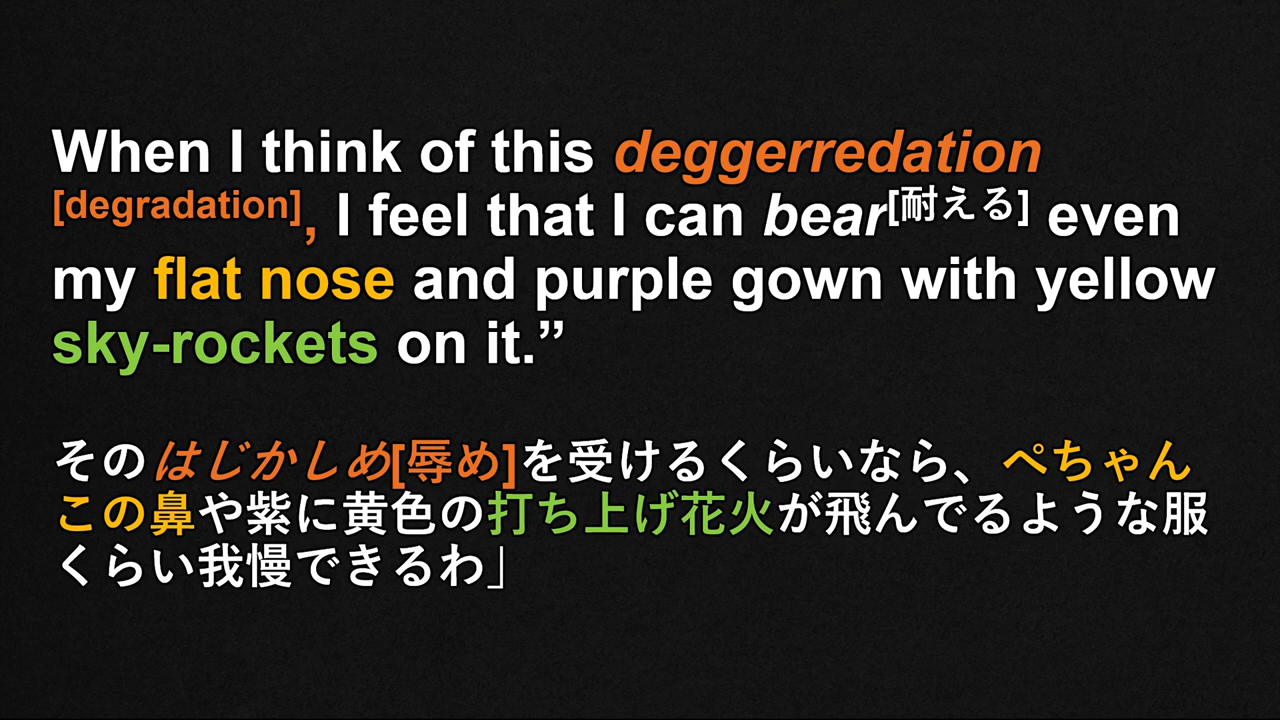 When I think of this deggerredation
[degradation], I feel that I can bear[耐える] even
my flat nose and purple gown with yellow
sky-rockets on it.”
そのはじかしめ[辱め]を受けるくらいなら、ぺちゃん
この鼻や紫に黄色の打ち上げ花火が飛んでるような服
くらい我慢できるわ」